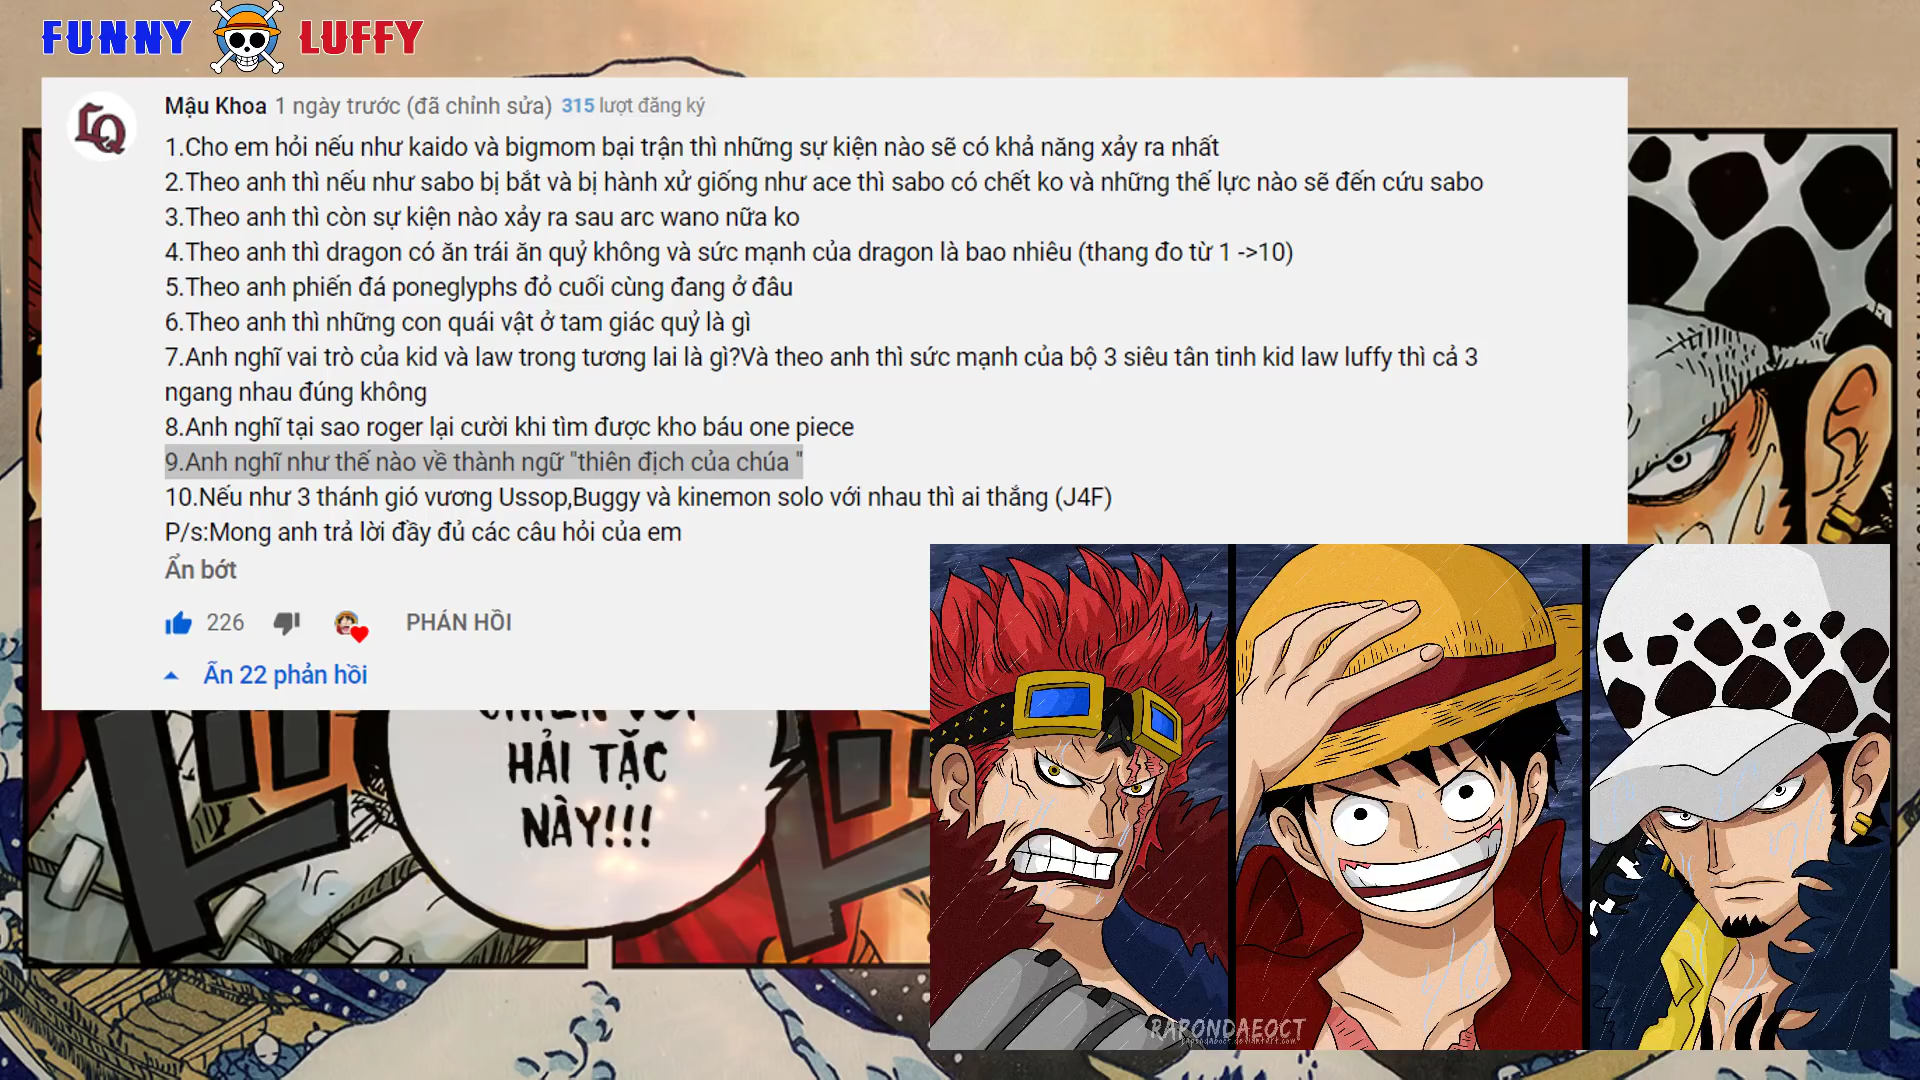 FUNNY LUFFY
Mậu Khoa 1 ngày trước (đã chỉnh sửa) 315 lượt đăng ký
1.Cho em hỏi nếu như kaido và bigmom bại trận thì những sự kiện nào sẽ có khả năng xảy ra nhất
2.Theo anh thì nếu như sabo bị bắt và bị hành xử giống như ace thì sabo có chết ko và những thế lực nào sẽ đến cứu sabo
3.Theo anh thì còn sự kiện nào xảy ra sau arc wano nữa ko
4.Theo anh thì dragon có ăn trái ăn quỷ không và sức mạnh của dragon là bao nhiêu (thang đo từ 1 ->10)
5.Theo anh phiến đá poneglyphs đỏ cuối cùng đang ở đâu
6.Theo anh thì những con quái vật ở tam giác quỷ là gì
7.Anh nghĩ vai trò của kid và law trong tương lai là gì?Và theo anh thì sức mạnh của bộ 3 siêu tân tinh kid law luffy thì cả 3
ngang nhau đúng không
8.Anh nghĩ tại sao roger lại cười khi tìm được kho báu one piece
9.Anh nghĩ như thế nào về thành ngữ "thiên địch của chúa "
10.Nếu như 3 thánh gió vương Ussop,Buggy và kinemon solo với nhau thì ai thắng (J4F)
P/s:Mong anh trả lời đầy đủ các câu hỏi của em
Ẩn bớt
226 PHẢN HỒI
Ẩn 22 phản hồi
HẢI TẶC
NÀY!!!
RARONDAEOCT